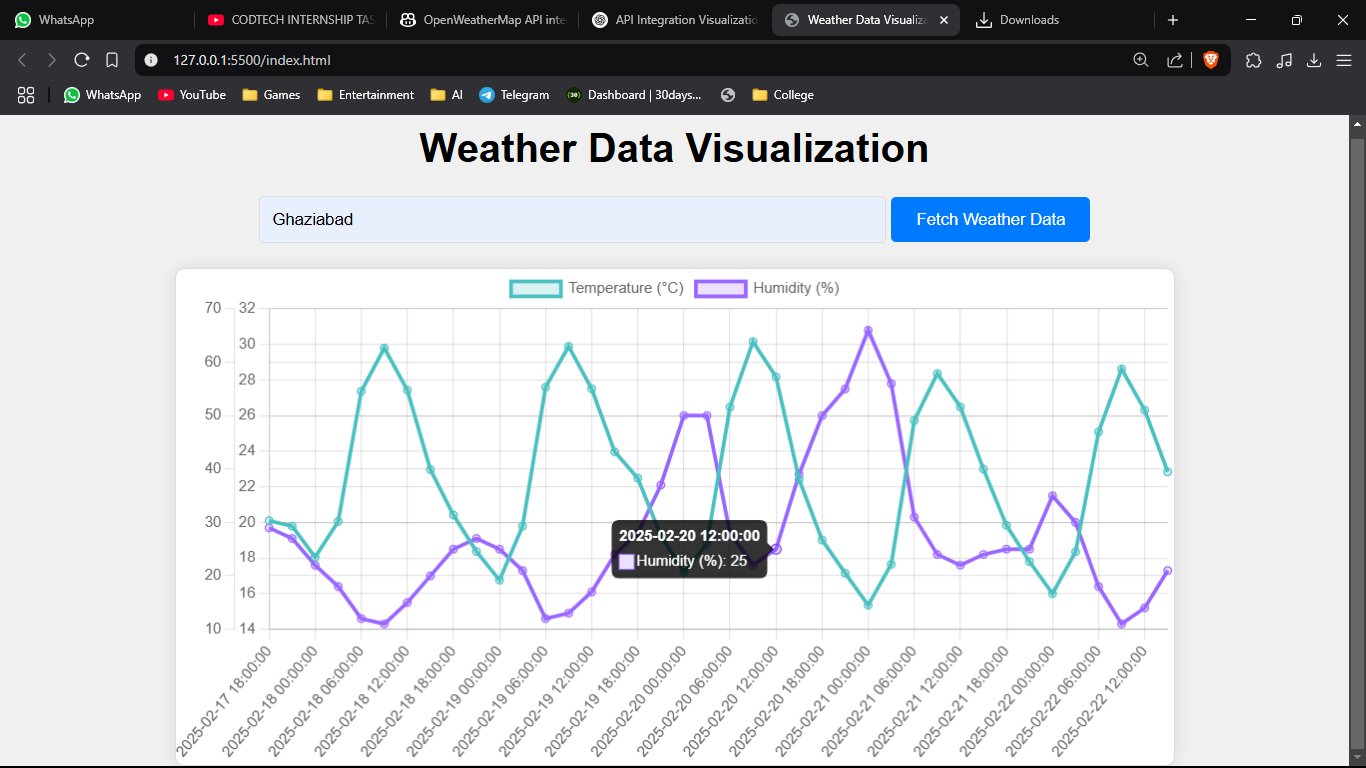 WhatsApp
CODTECH INTERNSHIP TAS
OpenWeatherMap API inte
API Integration Visualizatio
Weather Data Visualiza
Downloads
127.0.0.1:5500/index.html
WhatsApp
YouTube
Games
Entertainment
AI
Telegram
Dashboard | 30days...
College
Weather Data Visualization
Ghaziabad
Fetch Weather Data
Temperature (°C)
Humidity (%)
70 32
30
60
28
50 26
24
40
22
30 20
18
20
16
10 14
2025-02-20 12:00:00
Humidity (%): 25
2025-02-17 18:00:00
2025-02-18 00:00:00
2025-02-18 06:00:00
2025-02-18 12:00:00
2025-02-18 18:00:00
2025-02-19 00:00:00
2025-02-19 06:00:00
2025-02-19 12:00:00
2025-02-19 18:00:00
2025-02-20 00:00:00
2025-02-20 06:00:00
2025-02-20 12:00:00
2025-02-20 18:00:00
2025-02-21 00:00:00
2025-02-21 06:00:00
2025-02-21 12:00:00
2025-02-21 18:00:00
2025-02-22 00:00:00
2025-02-22 06:00:00
2025-02-22 12:00:00